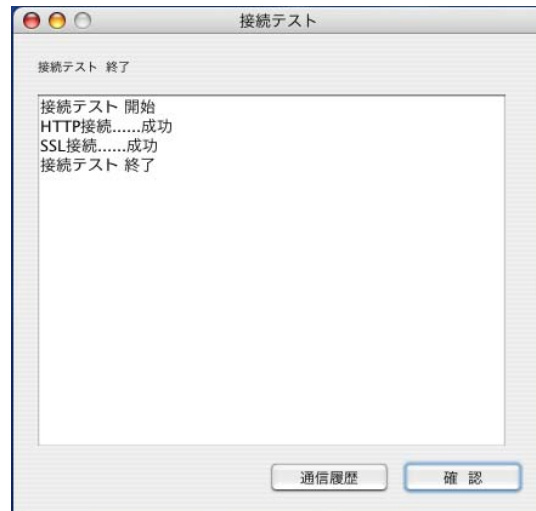 接続テスト
接続テスト 終了
接続テスト 開始
HTTP接続......成功
SSL接続......成功
接続テスト 終了
通信履歴
確 認